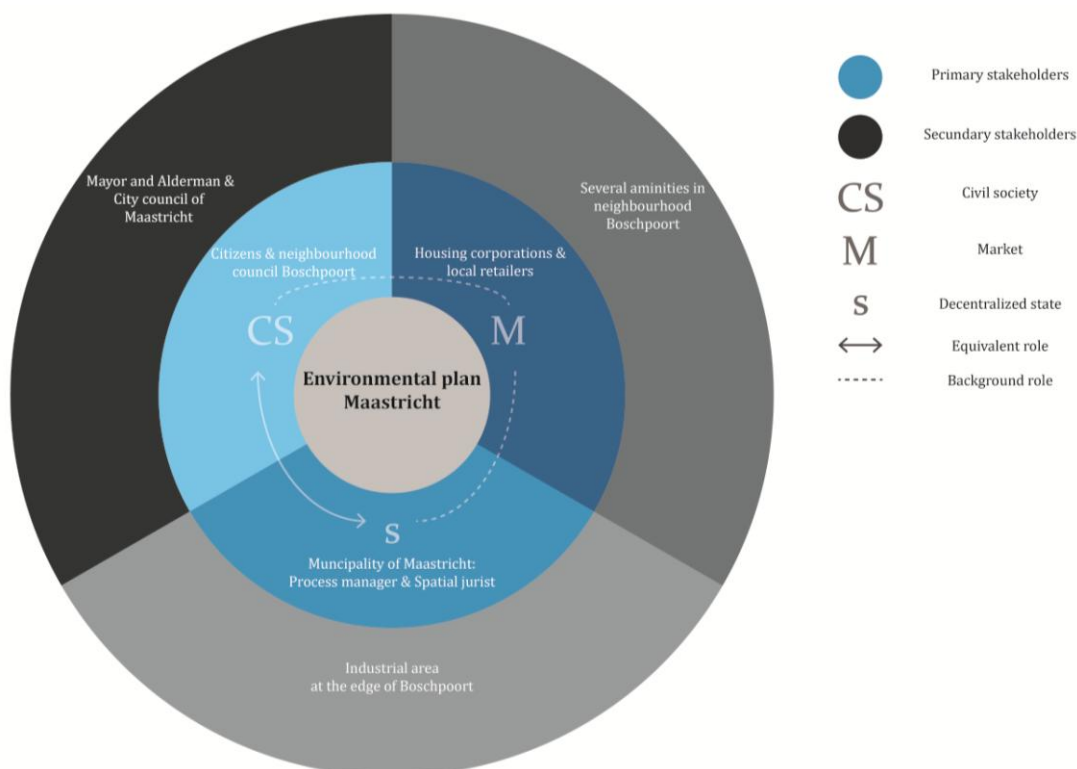 Mayor and Alderman &
City council of
Maastricht
Several aminities in
neighbourhood
Boschpoort
Citizens & neighbourhood
council Boschpoort
Housing corporations &
local retailers
CS
M
Environmental plan
Maastricht
s
Muncipality of Maastricht:
Process manager & Spatial jurist
Industrial area
at the edge of Boschpoort
Primary stakeholders
Secundary stakeholders
CS Civil society
M Market
s Decentralized state
Equivalent role
Background role